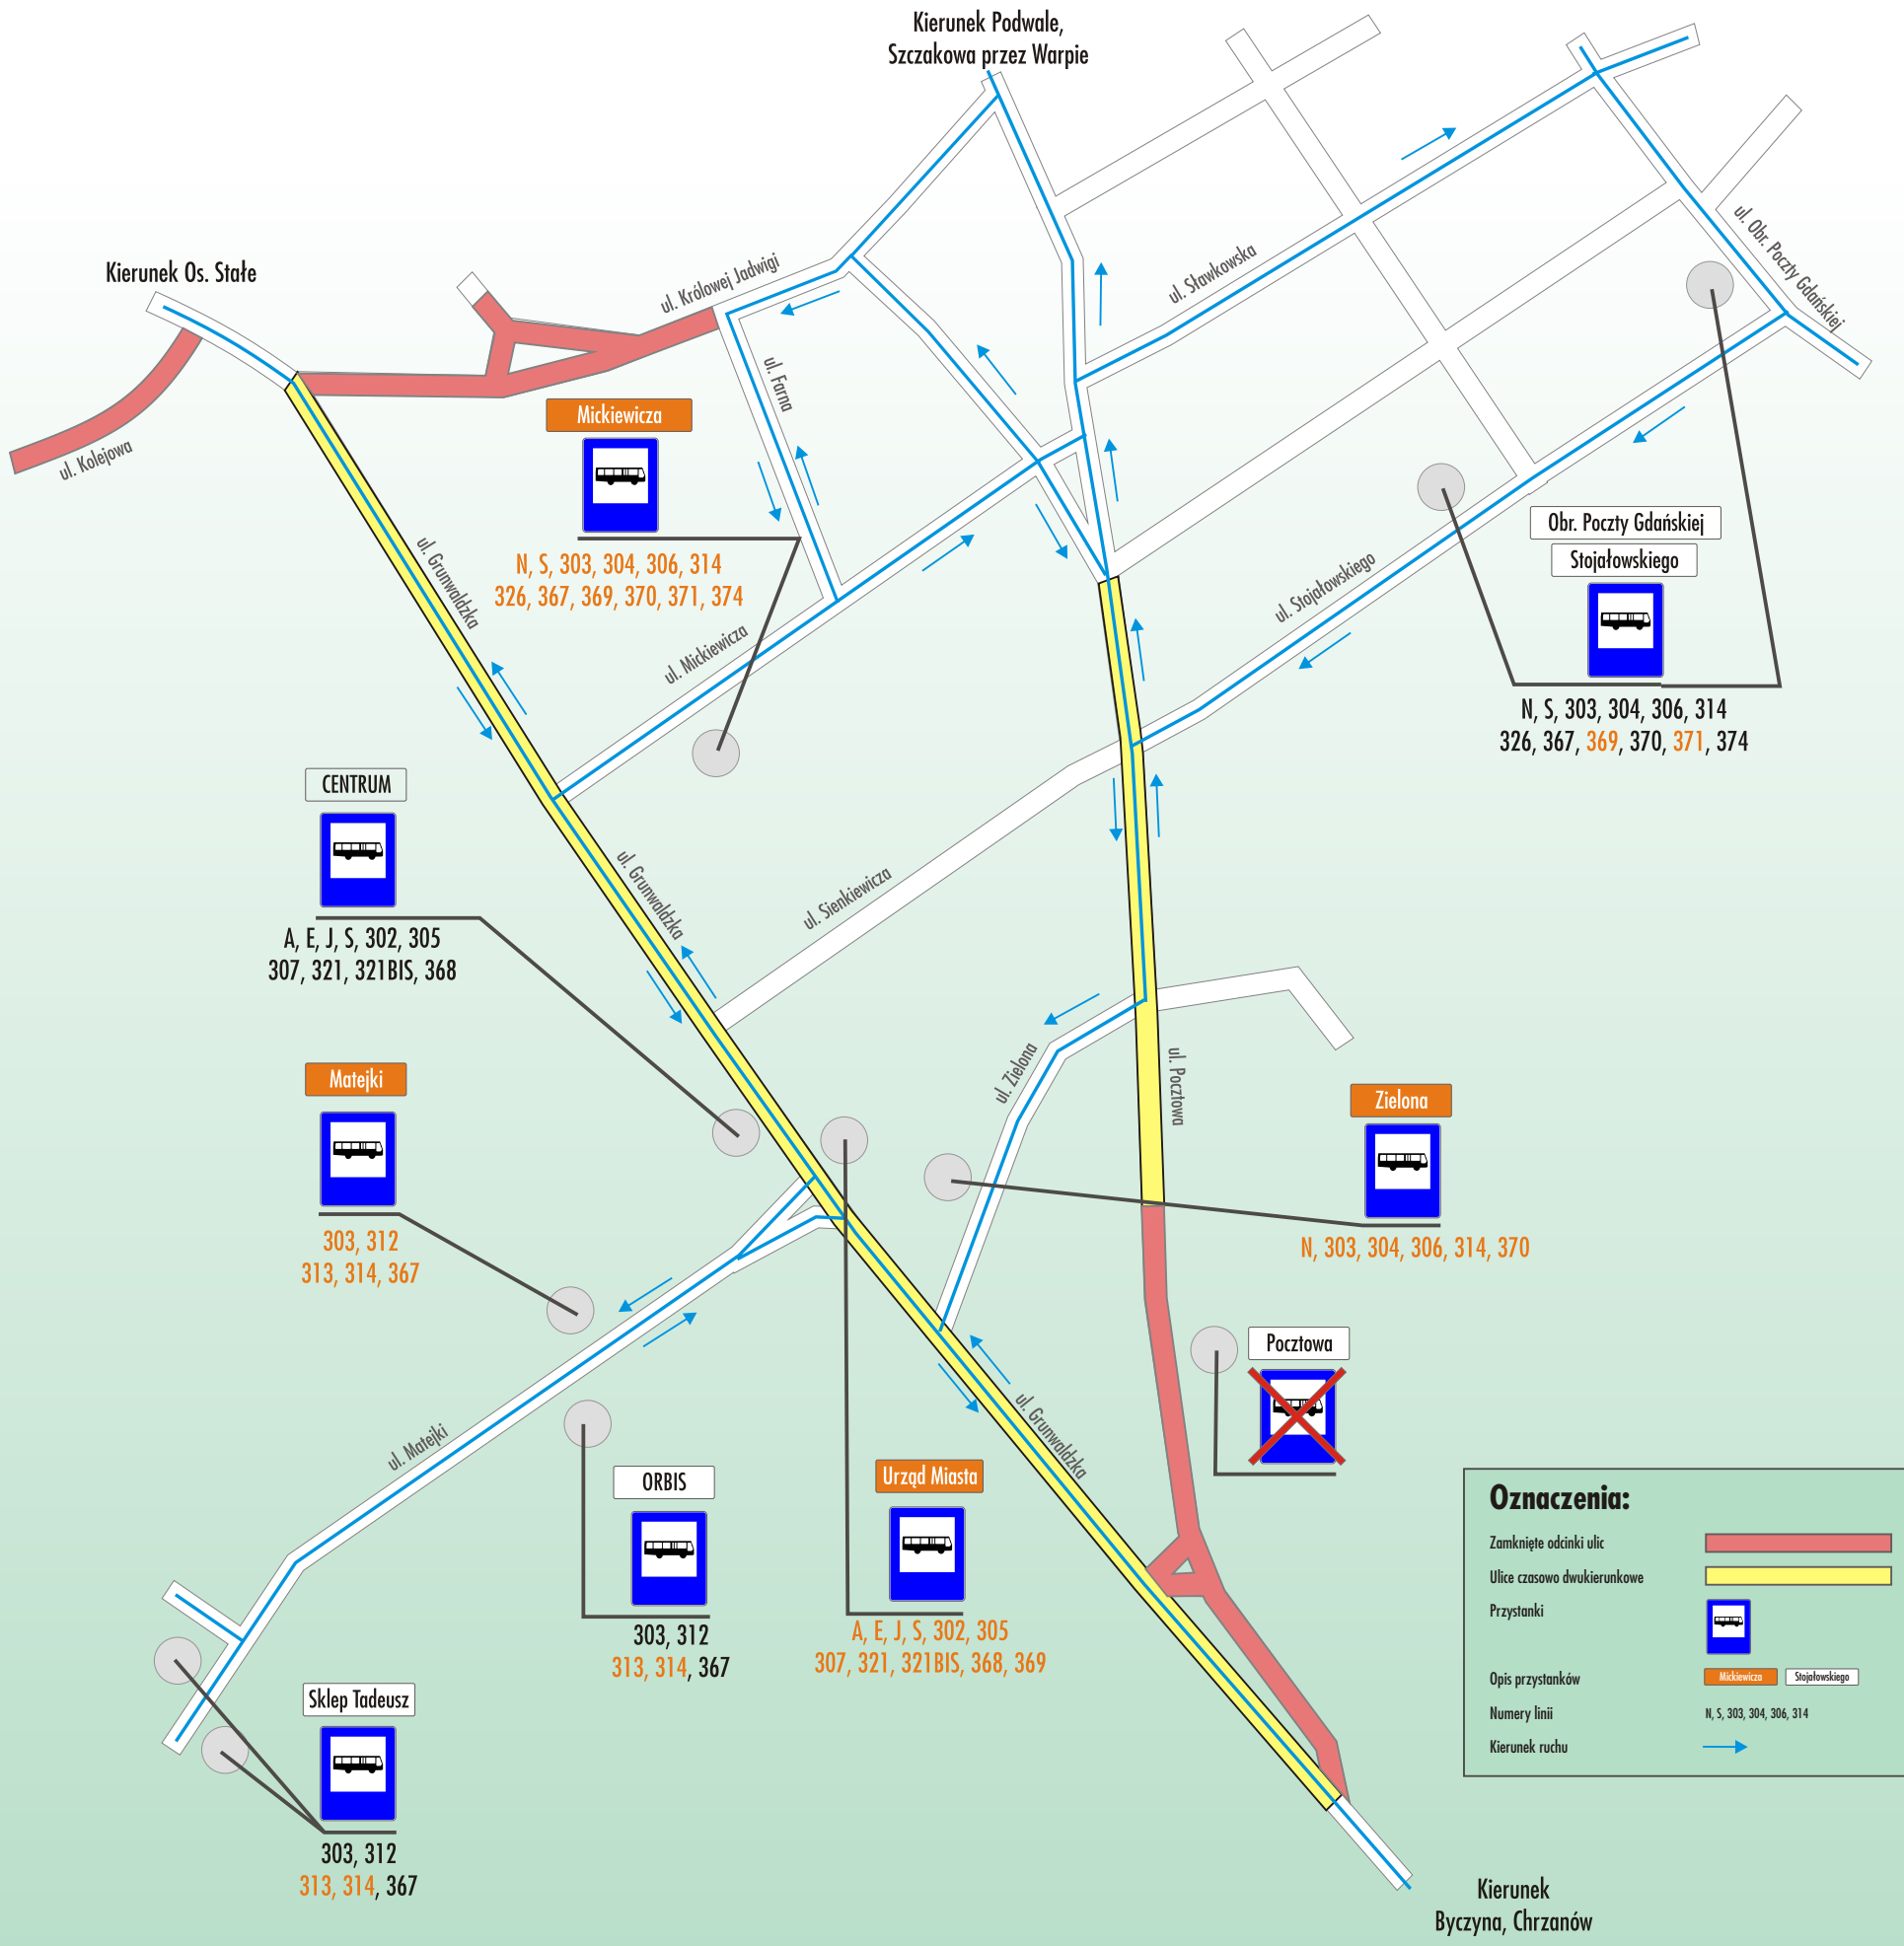 Kierunek Podwale,
Szczakowa przez Warpie
Kierunek Os. Stałe
ul. Królowej Jadwigi
ul. Sławkowska
ul. Obr. Poczty Gdańskiej
ul. Kolejowa
ul. Farna
Mickiewicza
N, S, 303, 304, 306, 314
326, 367, 369, 370, 371, 374
ul. Grunwaldzka
ul. Mickiewicza
Obr. Poczty Gdańskiej
Stojałowskiego
N, S, 303, 304, 306, 314
326, 367, 369, 370, 371, 374
ul. Stojałowskiego
CENTRUM
A, E, J, S, 302, 305
307, 321, 321BIS, 368
ul. Grunwaldzka
ul. Sienkiewicza
Matejki
303, 312
313, 314, 367
ul. Zielona
ul. Pocztowa
Zielona
N, 303, 304, 306, 314, 370
Pocztowa
ul. Matejki
ul. Grunwaldzka
ORBIS
303, 312
313, 314, 367
Urząd Miasta
A, E, J, S, 302, 305
307, 321, 321BIS, 368, 369
Sklep Tadeusz
303, 312
313, 314, 367
Oznaczenia:
Zamknięte odcinki ulic
Ulice czasowo dwukierunkowe
Przystanki
Opis przystanków Mickiewicza Stojałowskiego
Numery linii N, S, 303, 304, 306, 314
Kierunek ruchu
Kierunek
Byczyna, Chrzanów